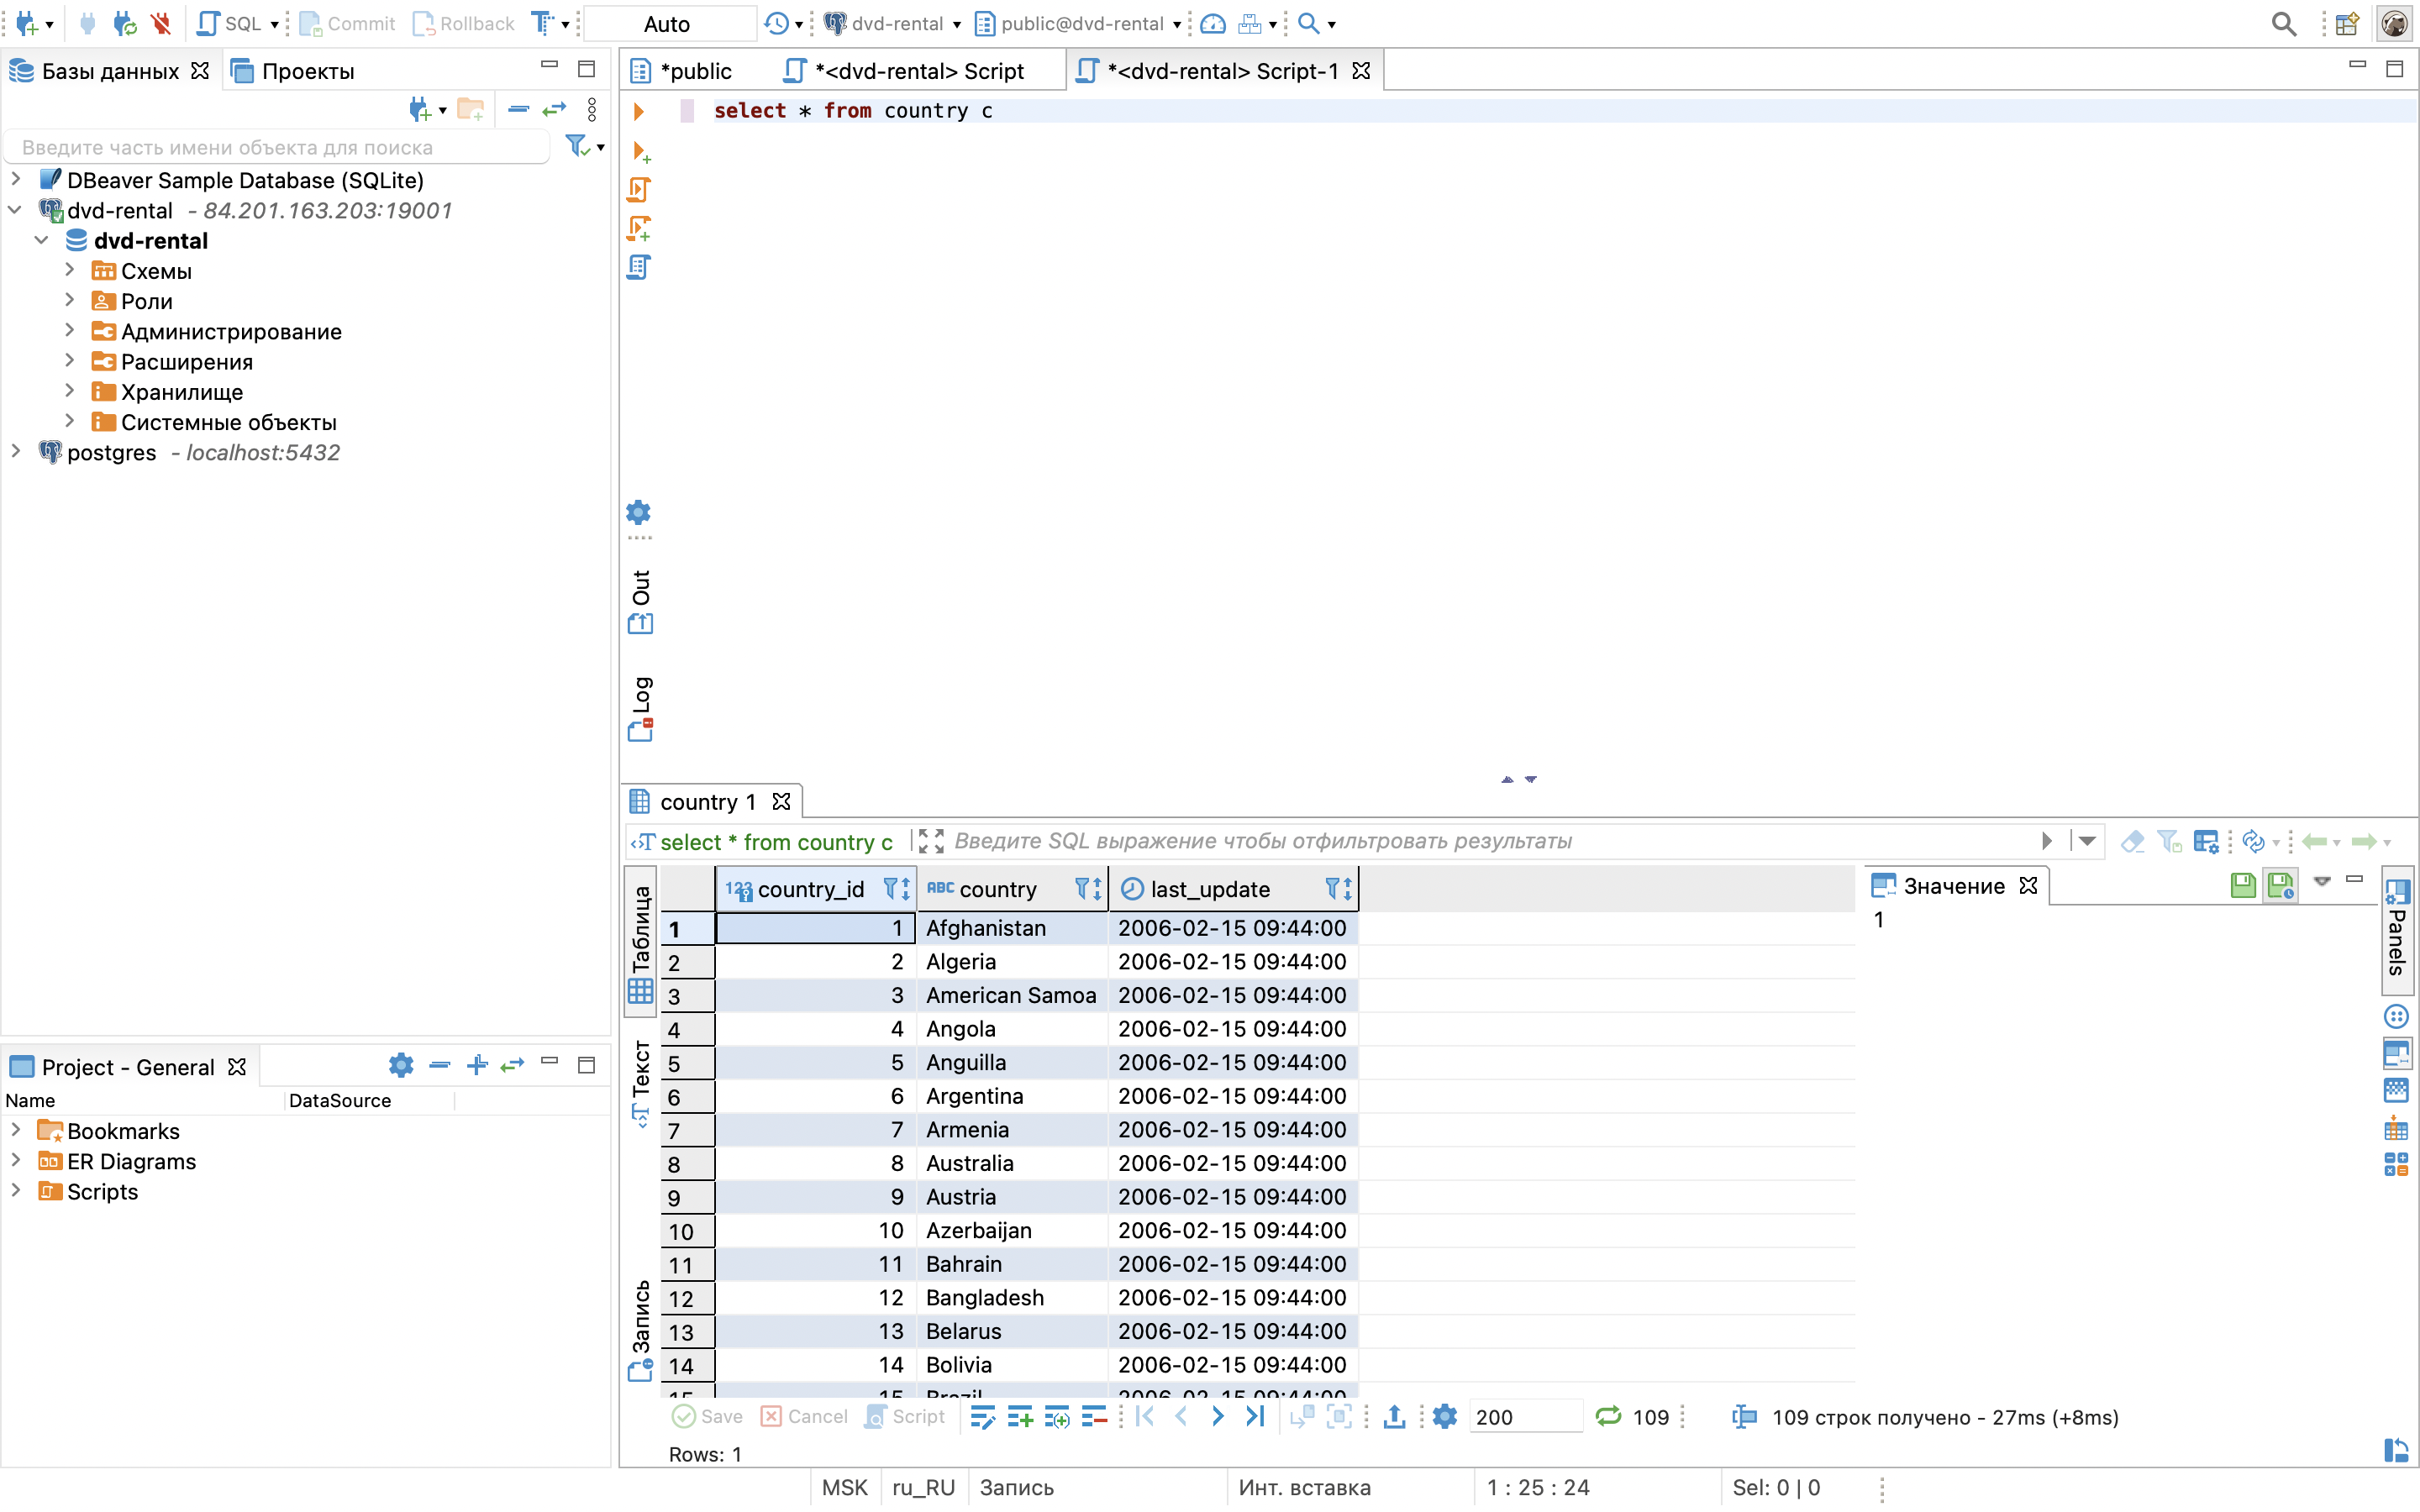 SQL Commit Rollback Auto dvd-rental public@dvd-rental
Базы данных Проекты
Введите часть имени объекта для поиска
DBeaver Sample Database (SQLite)
dvd-rental - 84.201.163.203:19001
dvd-rental
Схемы
Роли
Администрирование
Расширения
Хранилище
Системные объекты
postgres - localhost:5432
Project - General
Name DataSource
Bookmarks
ER Diagrams
Scripts
*public *<dvd-rental> Script *<dvd-rental> Script-1
select * from country c
Out
Log
country 1
select * from country c Введите SQL выражение чтобы отфильтровать результаты
Таблица
Текст
Запись
123 country_id ABC country last_update
1 1 Afghanistan 2006-02-15 09:44:00
2 2 Algeria 2006-02-15 09:44:00
3 3 American Samoa 2006-02-15 09:44:00
4 4 Angola 2006-02-15 09:44:00
5 5 Anguilla 2006-02-15 09:44:00
6 6 Argentina 2006-02-15 09:44:00
7 7 Armenia 2006-02-15 09:44:00
8 8 Australia 2006-02-15 09:44:00
9 9 Austria 2006-02-15 09:44:00
10 10 Azerbaijan 2006-02-15 09:44:00
11 11 Bahrain 2006-02-15 09:44:00
12 12 Bangladesh 2006-02-15 09:44:00
13 13 Belarus 2006-02-15 09:44:00
14 14 Bolivia 2006-02-15 09:44:00
15 15 Brazil 2006-02-15 09:44:00
Значение
1
Panels
Save Cancel Script 200 109 109 строк получено - 27ms (+8ms)
Rows: 1
MSK ru_RU Запись Инт. вставка 1 : 25 : 24 Sel: 0 | 0